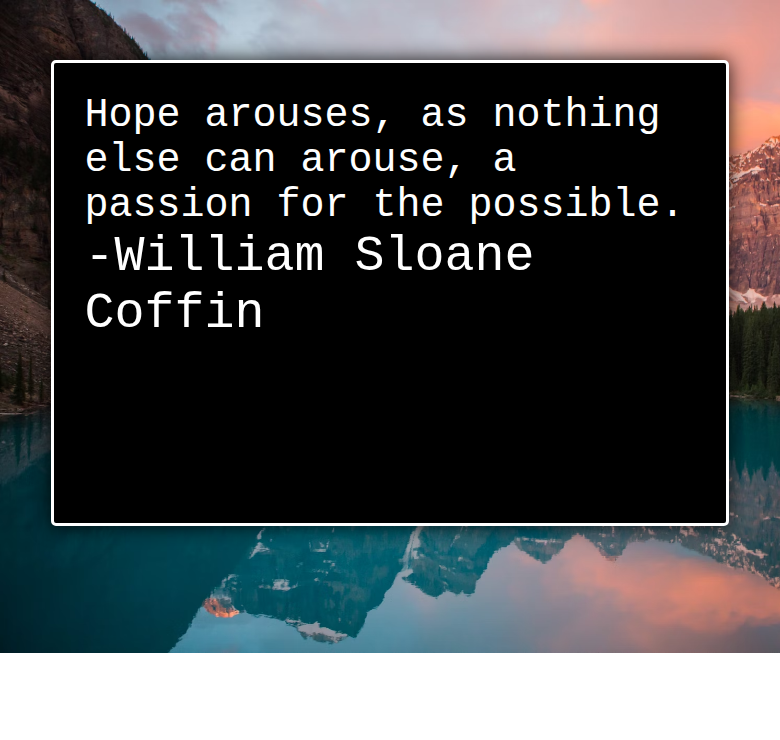 Hope arouses, as nothing
else can arouse, a
passion for the possible.
-William Sloane
Coffin